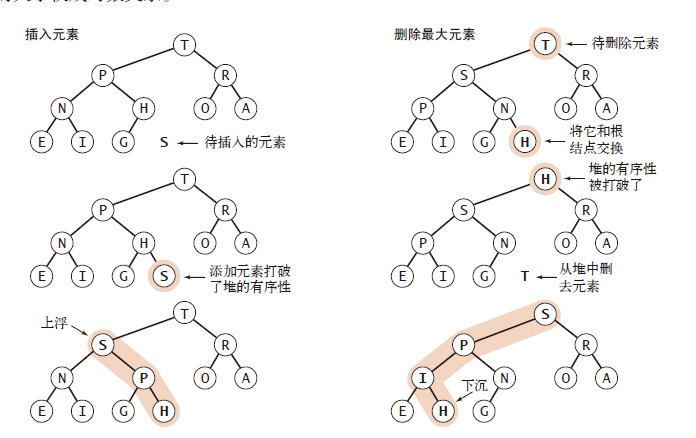 插入元素
T
P R
N H O A
E I G S 待插入的元素
T
P R
N H O A
E I G S 添加元素打破
了堆的有序性
T
上浮
S R
N P O A
E I G H
删除最大元素
T 待删除元素
S R
P N O A
E I G H 将它和根
结点交换
H 堆的有序性
被打破了
S R
P N O A
E I G T 从堆中删
去元素
S
P R
I N O A
下沉
E H G